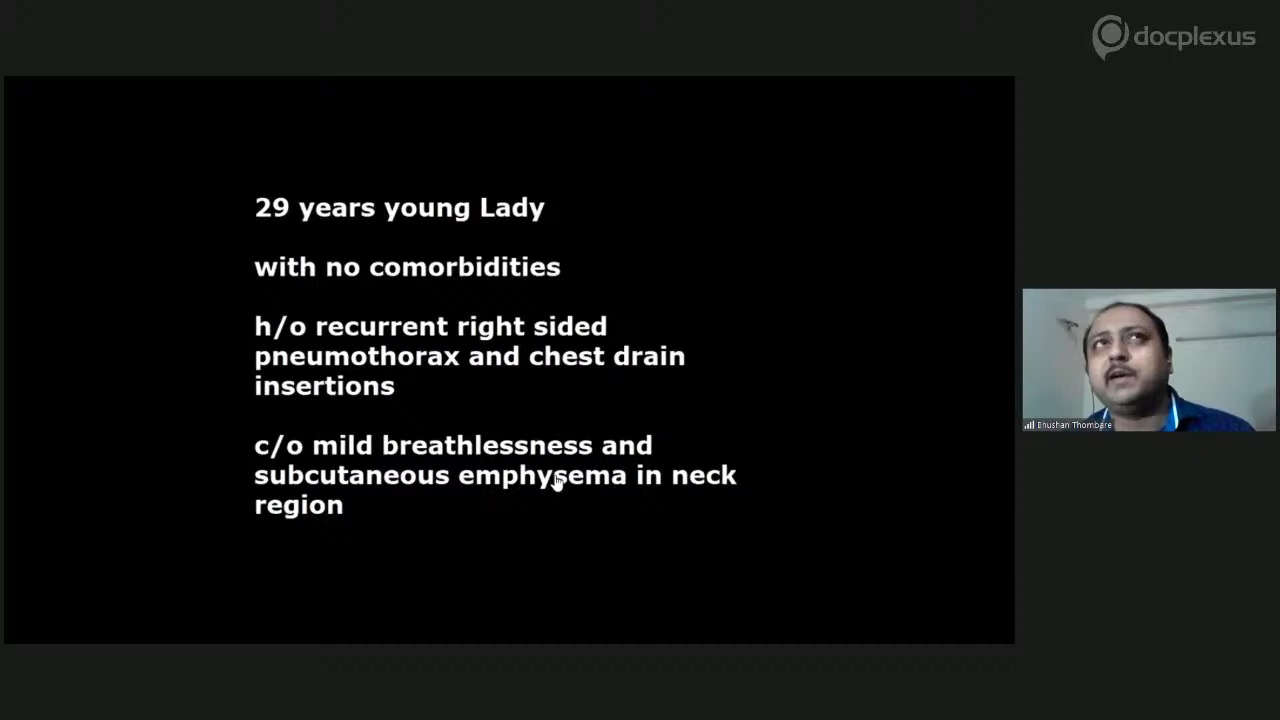 docplexus
29 years young Lady
with no comorbidities
h/o recurrent right sided
pneumothorax and chest drain
insertions
c/o mild breathlessness and
subcutaneous emphysema in neck
region
Bhushan Thombare